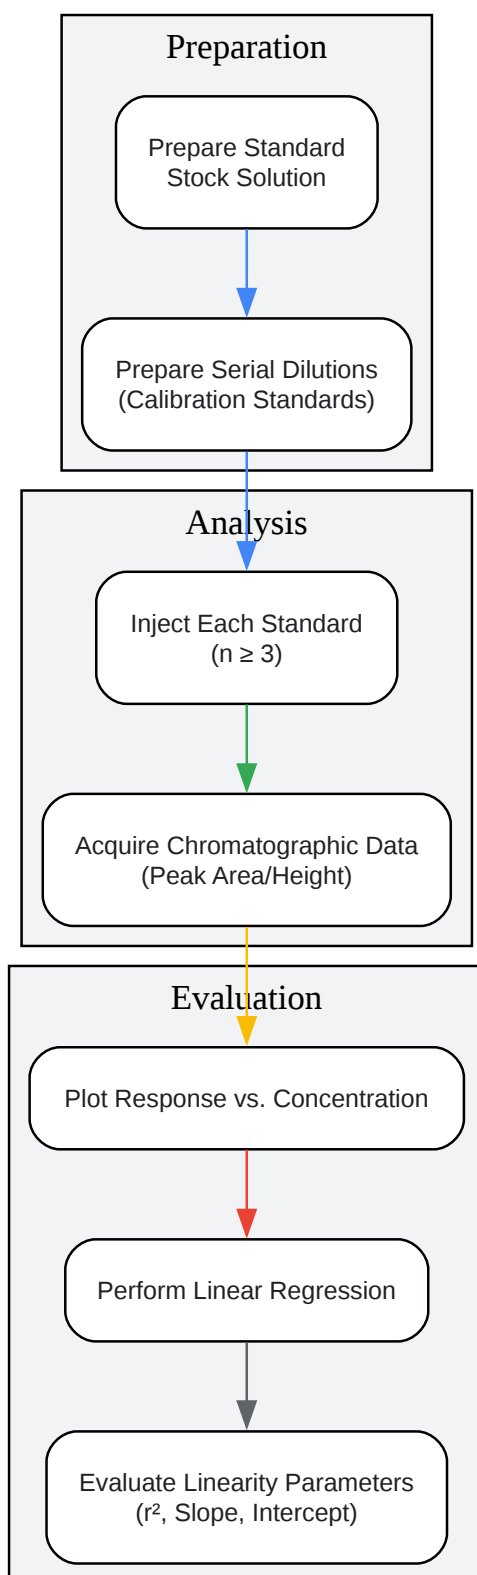 Preparation
Prepare Standard
Stock Solution
Prepare Serial Dilutions
(Calibration Standards)
Analysis
Inject Each Standard
(n ≥ 3)
Acquire Chromatographic Data
(Peak Area/Height)
Evaluation
Plot Response vs. Concentration
Perform Linear Regression
Evaluate Linearity Parameters
(r², Slope, Intercept)